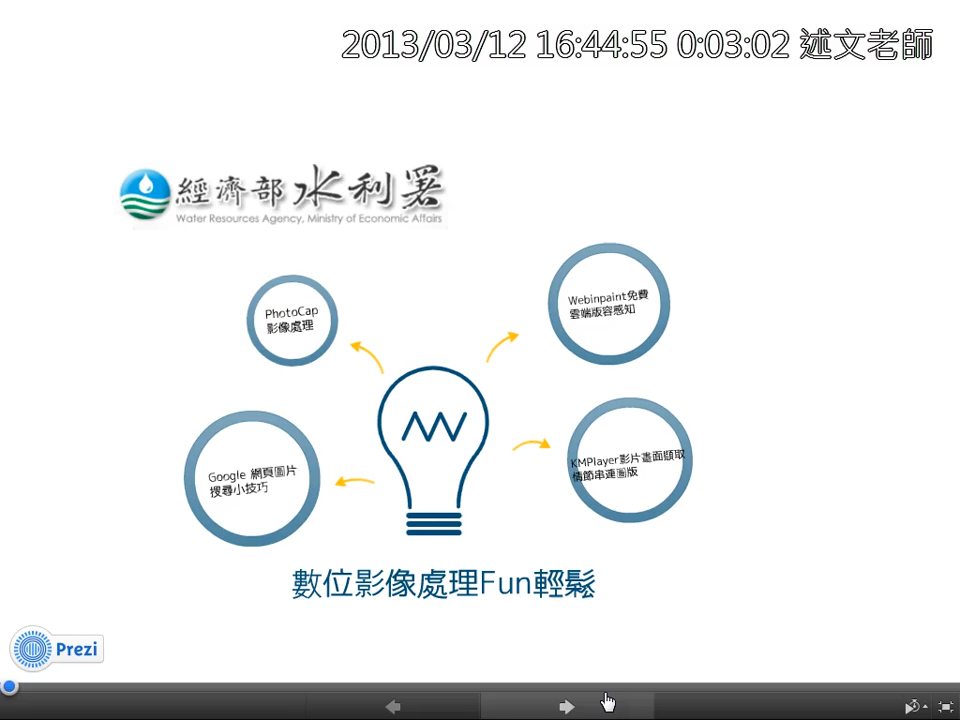 2013/03/12 16:44:55 0:03:02 述文老師
經濟部水利署
Water Resources Agency, Ministry of Economic Affairs
PhotoCap
影像處理
Webinpaint免費
雲端版容感知
Google 網頁圖片
搜尋小技巧
KMPlayer影片畫面擷取
情節串連圖版
數位影像處理Fun輕鬆
Prezi